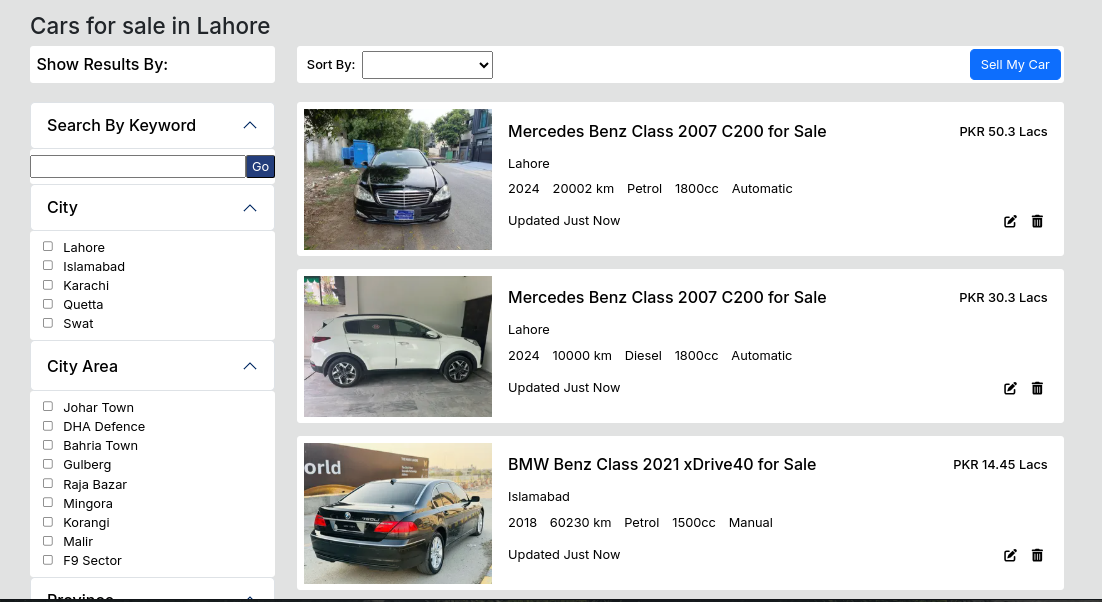 Cars for sale in Lahore
Show Results By:
Sort By:
Sell My Car
Search By Keyword
Go
City
Lahore
Islamabad
Karachi
Quetta
Swat
City Area
Johar Town
DHA Defence
Bahria Town
Gulberg
Raja Bazar
Mingora
Korangi
Malir
F9 Sector
Province
Mercedes Benz Class 2007 C200 for Sale
PKR 50.3 Lacs
Lahore
2024 20002 km Petrol 1800cc Automatic
Updated Just Now
Mercedes Benz Class 2007 C200 for Sale
PKR 30.3 Lacs
Lahore
2024 10000 km Diesel 1800cc Automatic
Updated Just Now
orld
BMW Benz Class 2021 xDrive40 for Sale
PKR 14.45 Lacs
Islamabad
2018 60230 km Petrol 1500cc Manual
Updated Just Now